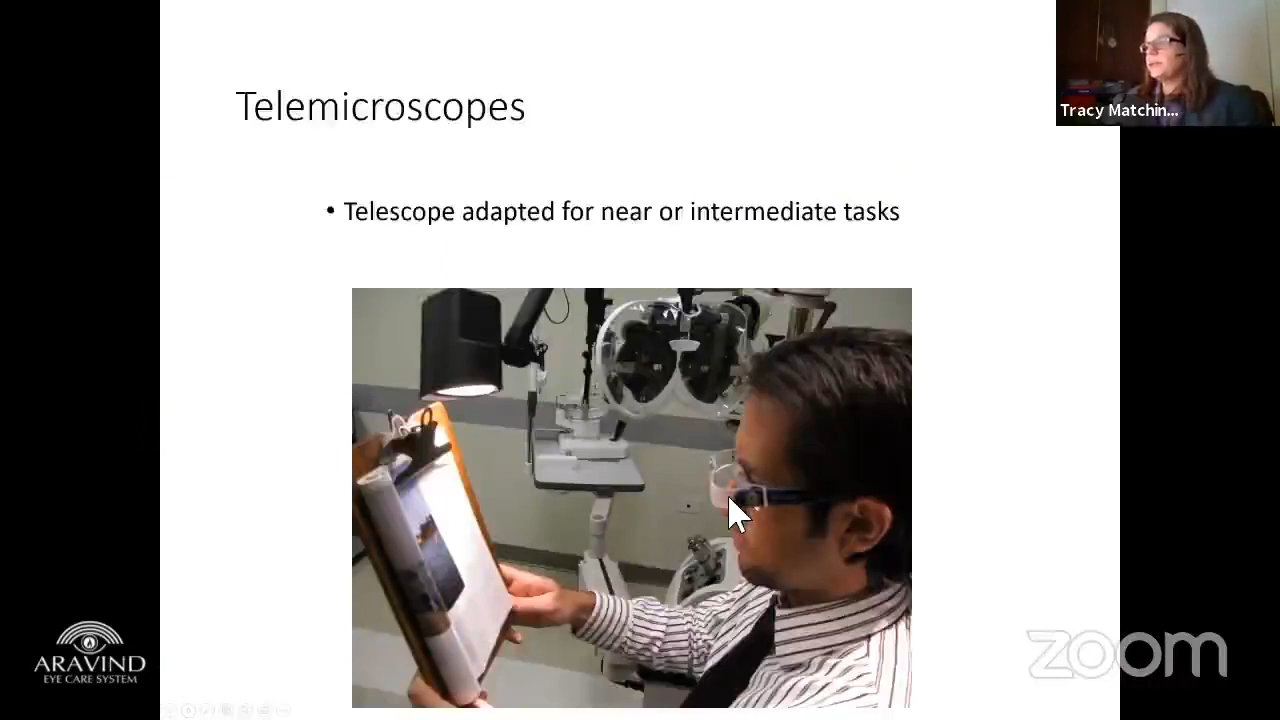 Telemicroscopes
• Telescope adapted for near or intermediate tasks
Tracy Matchin...
ARAVIND
EYE CARE SYSTEM
zoom